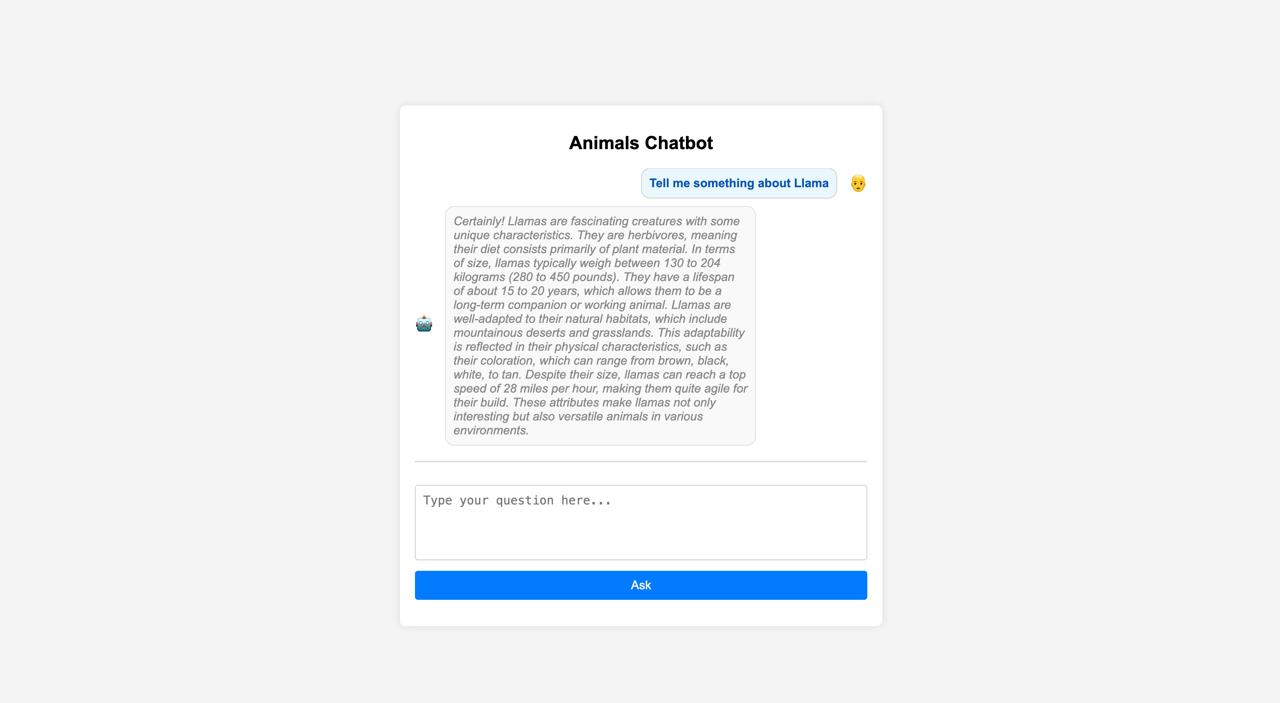 Animals Chatbot
Tell me something about Llama
Certainly! Llamas are fascinating creatures with some
unique characteristics. They are herbivores, meaning
their diet consists primarily of plant material. In terms
of size, llamas typically weigh between 130 to 204
kilograms (280 to 450 pounds). They have a lifespan
of about 15 to 20 years, which allows them to be a
long-term companion or working animal. Llamas are
well-adapted to their natural habitats, which include
mountainous deserts and grasslands. This adaptability
is reflected in their physical characteristics, such as
their coloration, which can range from brown, black,
white, to tan. Despite their size, llamas can reach a top
speed of 28 miles per hour, making them quite agile for
their build. These attributes make llamas not only
interesting but also versatile animals in various
environments.
Type your question here...
Ask